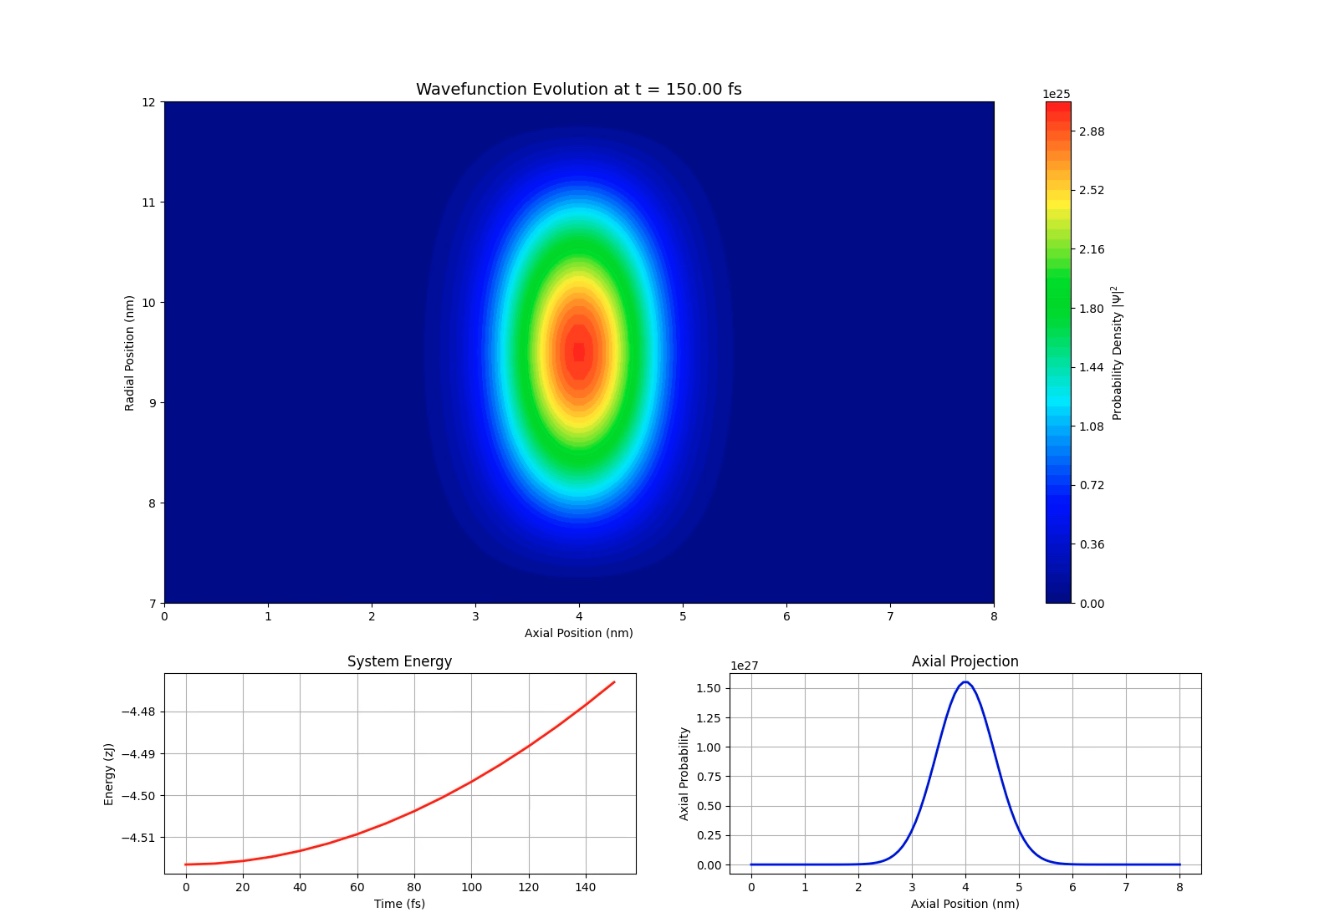 Wavefunction Evolution at t = 150.00 fs
1e25
12
11
10
9
8
7
Radial Position (nm)
0 1 2 3 4 5 6 7 8
Axial Position (nm)
2.88
2.52
2.16
1.80
1.44
1.08
0.72
0.36
0.00
Probability Density |Ψ|²
System Energy
−4.48
−4.49
−4.50
−4.51
Energy (zJ)
0 20 40 60 80 100 120 140
Time (fs)
Axial Projection
1e27
1.50
1.25
1.00
0.75
0.50
0.25
0.00
Axial Probability
0 1 2 3 4 5 6 7 8
Axial Position (nm)